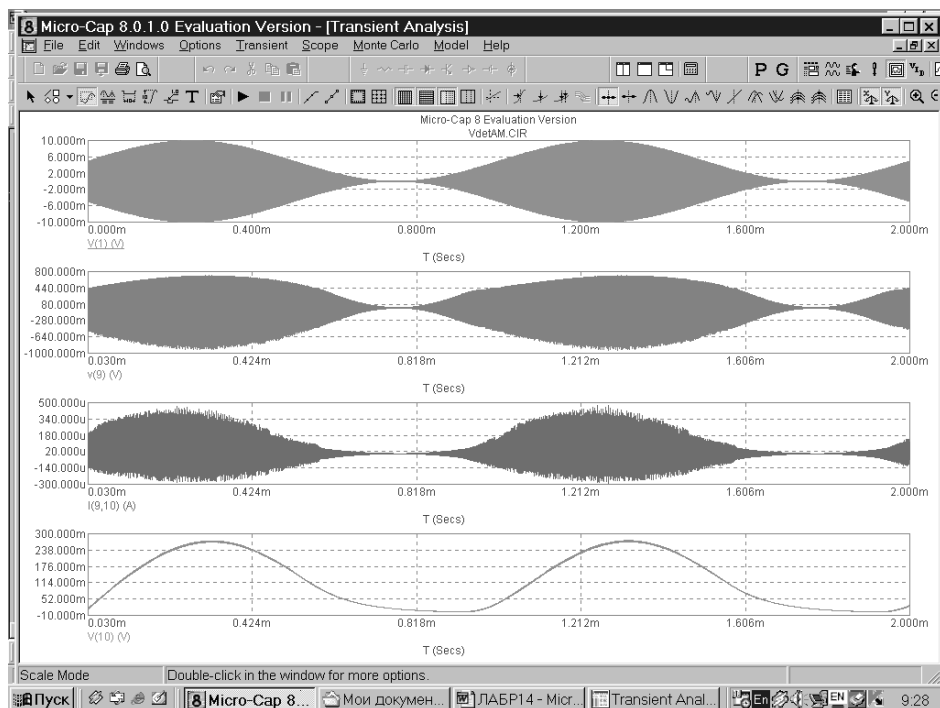 Micro-Cap 8.0.1.0 Evaluation Version - [Transient Analysis]
File Edit Windows Options Transient Scope Monte Carlo Model Help
P G
T
Micro-Cap 8 Evaluation Version
VdetAM.CIR
10.000m
6.000m
2.000m
-2.000m
-6.000m
-10.000m
0.000m 0.400m 0.800m 1.200m 1.600m 2.000m
V(1) (V)
T (Secs)
800.000m
440.000m
80.000m
-280.000m
-640.000m
-1000.000m
0.030m 0.424m 0.818m 1.212m 1.606m 2.000m
v(9) (V)
T (Secs)
500.000u
340.000u
180.000u
20.000u
-140.000u
-300.000u
0.030m 0.424m 0.818m 1.212m 1.606m 2.000m
I(9,10) (A)
T (Secs)
300.000m
238.000m
176.000m
114.000m
52.000m
-10.000m
0.030m 0.424m 0.818m 1.212m 1.606m 2.000m
V(10) (V)
T (Secs)
Scale Mode Double-click in the window for more options.
Пуск Micro-Cap 8... Мои докумен... ЛАБР14 - Micr... Transient Anal... En EN 9:28